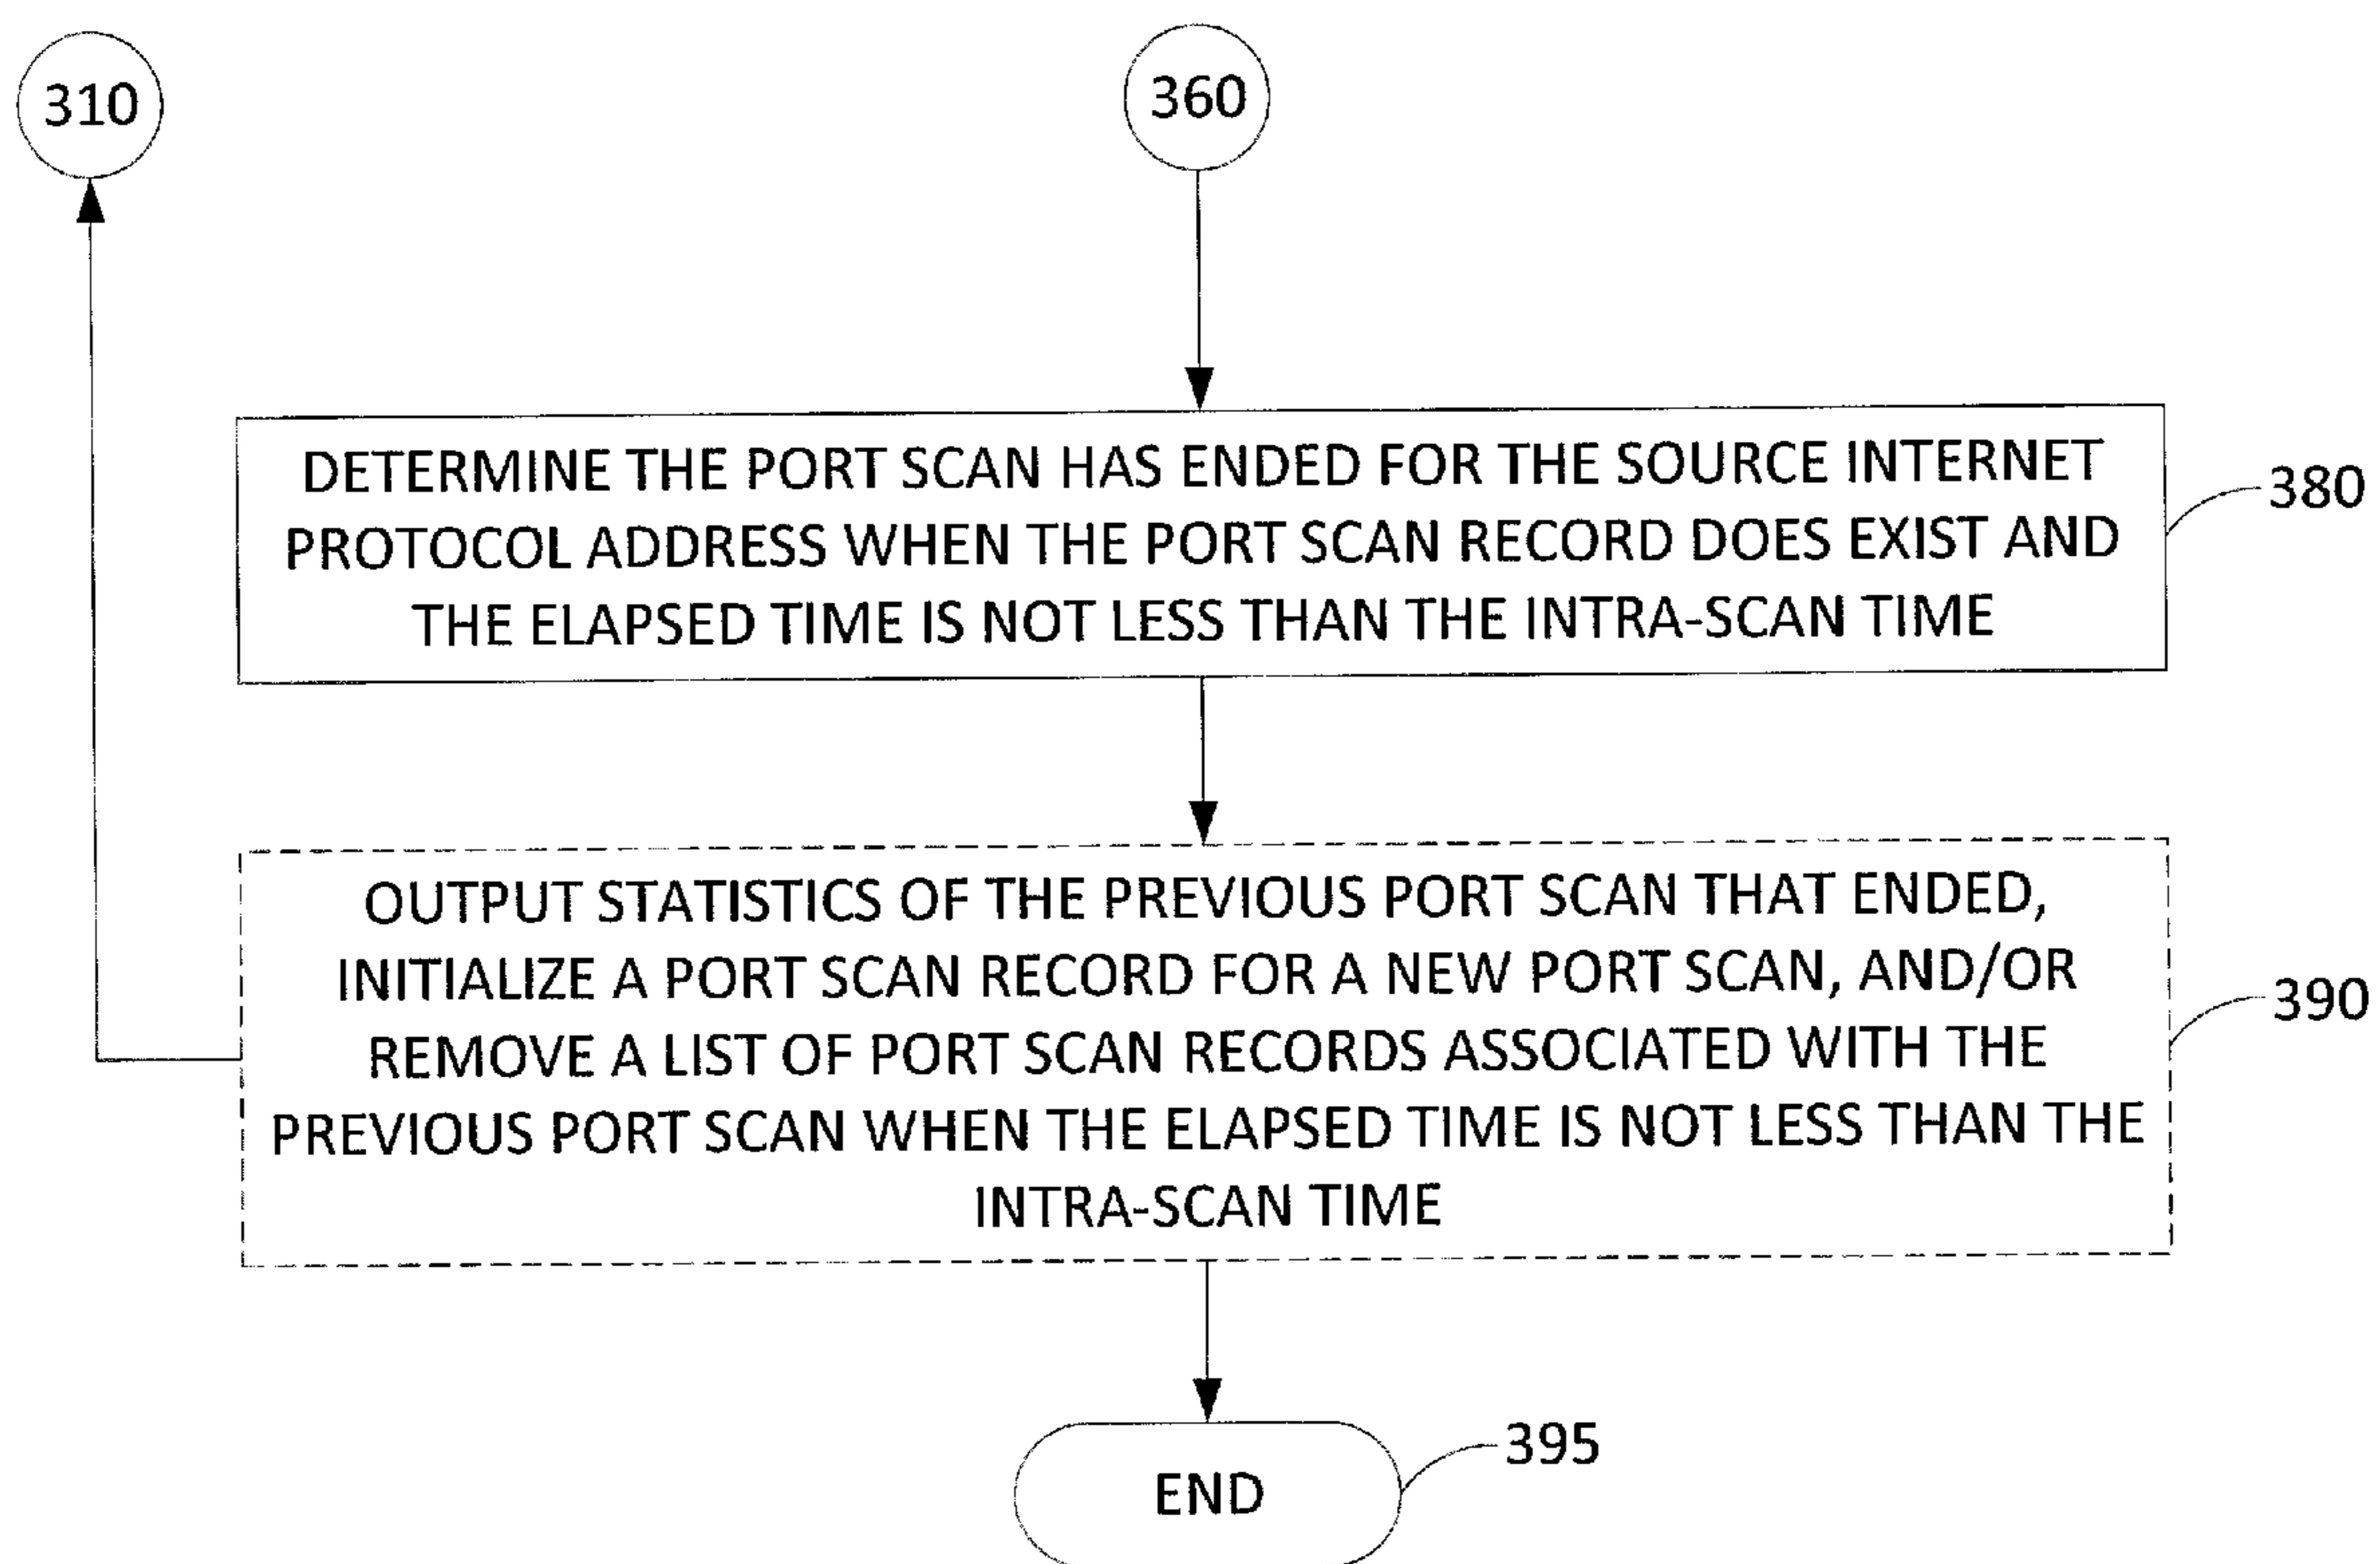 310
360
DETERMINE THE PORT SCAN HAS ENDED FOR THE SOURCE INTERNET
PROTOCOL ADDRESS WHEN THE PORT SCAN RECORD DOES EXIST AND
THE ELAPSED TIME IS NOT LESS THAN THE INTRA-SCAN TIME
380
OUTPUT STATISTICS OF THE PREVIOUS PORT SCAN THAT ENDED,
INITIALIZE A PORT SCAN RECORD FOR A NEW PORT SCAN, AND/OR
REMOVE A LIST OF PORT SCAN RECORDS ASSOCIATED WITH THE
PREVIOUS PORT SCAN WHEN THE ELAPSED TIME IS NOT LESS THAN THE
INTRA-SCAN TIME
390
END
395